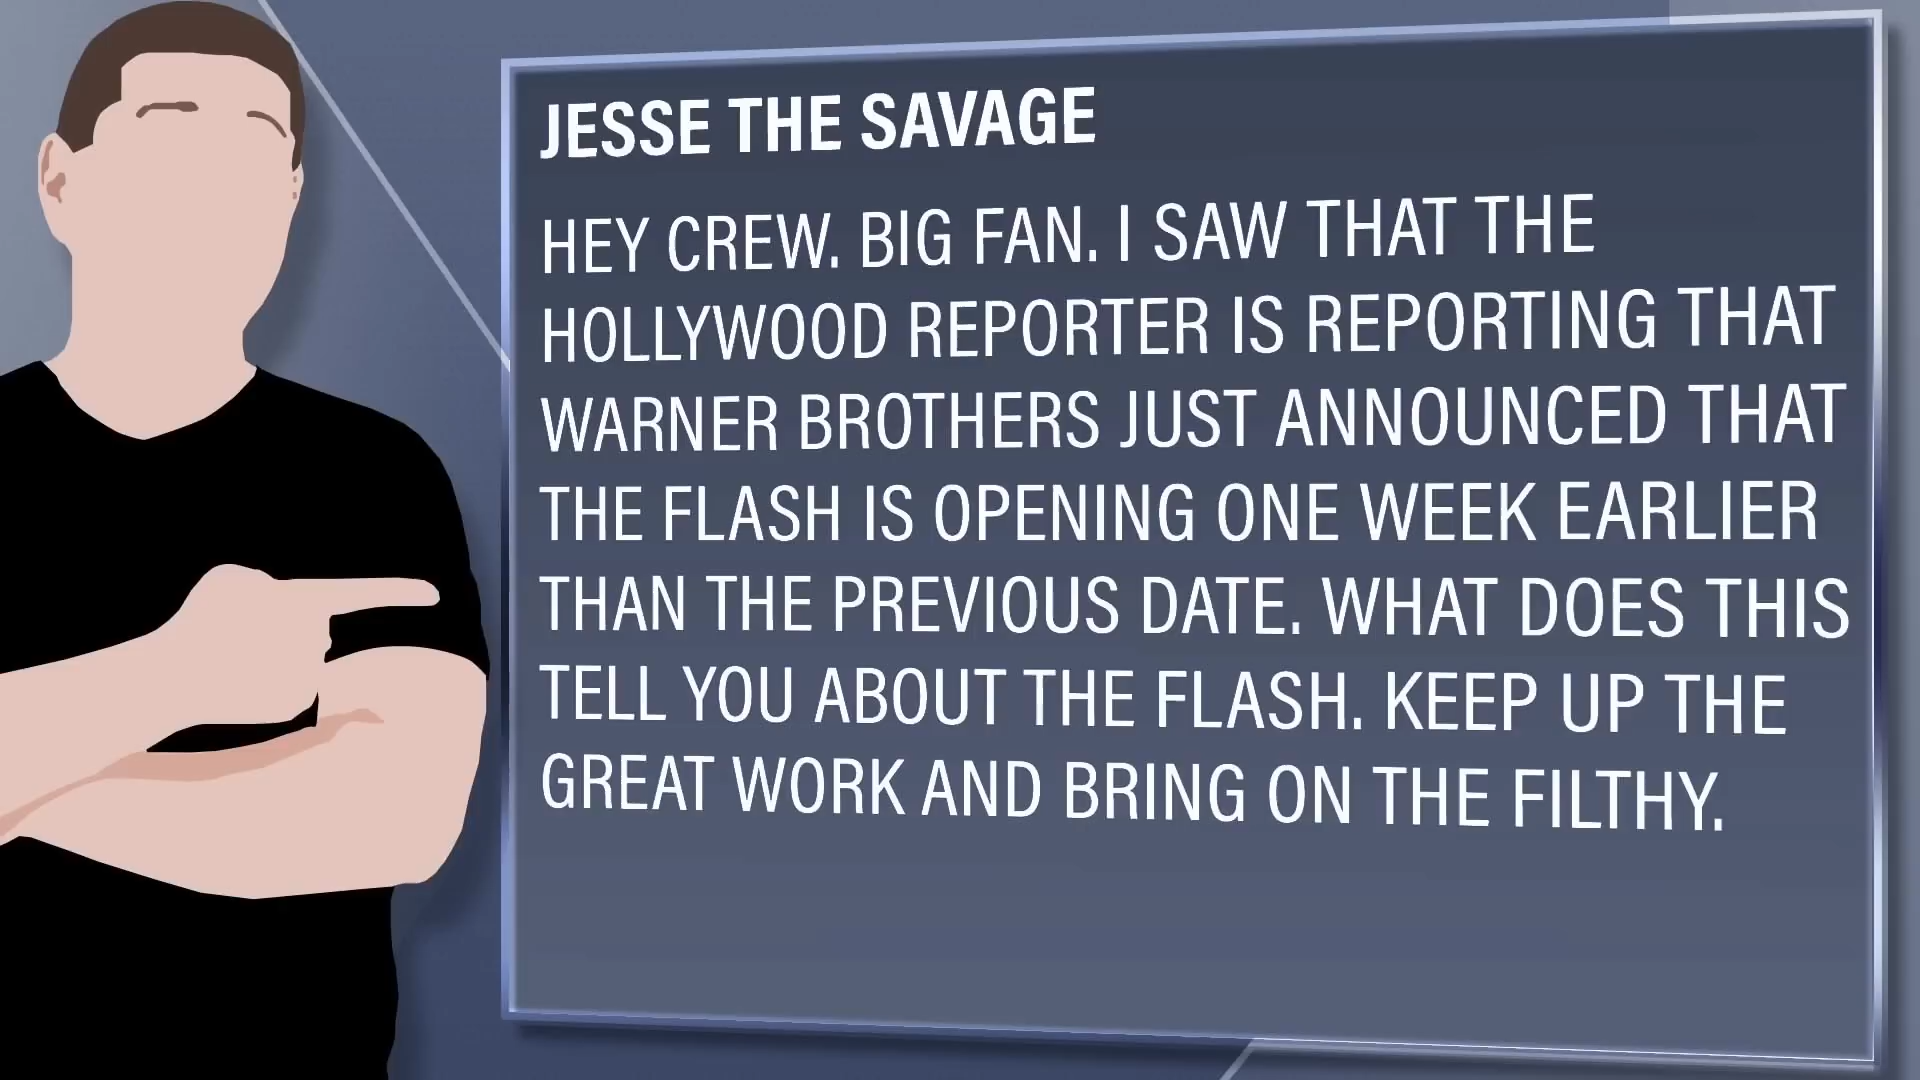 JESSE THE SAVAGE
HEY CREW. BIG FAN. I SAW THAT THE
HOLLYWOOD REPORTER IS REPORTING THAT
WARNER BROTHERS JUST ANNOUNCED THAT
THE FLASH IS OPENING ONE WEEK EARLIER
THAN THE PREVIOUS DATE. WHAT DOES THIS
TELL YOU ABOUT THE FLASH. KEEP UP THE
GREAT WORK AND BRING ON THE FILTHY.